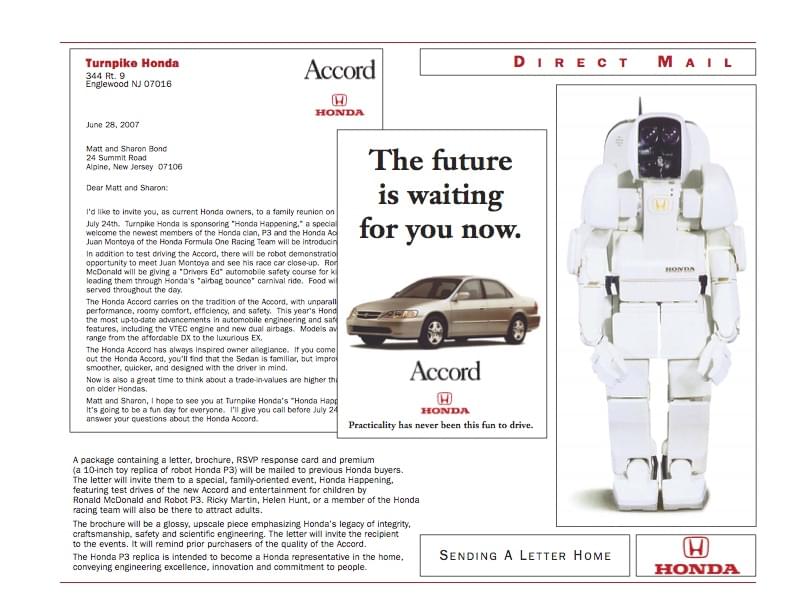 Turnpike Honda
344 Rt. 9
Englewood NJ 07016
Accord
HONDA
June 28, 2007
Matt and Sharon Bond
24 Summit Road
Alpine, New Jersey 07106
Dear Matt and Sharon:
I'd like to invite you, as current Honda owners, to a family reunion on
July 24th. Turnpike Honda is sponsoring "Honda Happening," a special
welcome the newest members of the Honda clan, P3 and the Honda Ac
Juan Montoya of the Honda Formula One Racing Team will be introducin
In addition to test driving the Accord, there will be robot demonstratio
opportunity to meet Juan Montoya and see his race car close-up. Ron
McDonald will be giving a "Drivers Ed" automobile safety course for ki
leading them through Honda's "airbag bounce" carnival ride. Food wil
served throughout the day.
The Honda Accord carries on the tradition of the Accord, with unparall
performance, roomy comfort, efficiency, and safety. This year's Hond
the most up-to-date advancements in automobile engineering and safe
features, including the VTEC engine and new dual airbags. Models av
range from the affordable DX to the luxurious EX.
The Honda Accord has always inspired owner allegiance. If you come
out the Honda Accord, you'll find that the Sedan is familiar, but improv
smoother, quicker, and designed with the driver in mind.
Now is also a great time to think about a trade-in-values are higher tha
on older Hondas.
Matt and Sharon, I hope to see you at Turnpike Honda's "Honda Happ
It's going to be a fun day for everyone. I'll give you call before July 24
answer your questions about the Honda Accord.
The future
is waiting
for you now.
Accord
HONDA
Practicality has never been this fun to drive.
DIRECT MAIL
HONDA
A package containing a letter, brochure, RSVP response card and premium
(a 10-inch toy replica of robot Honda P3) will be mailed to previous Honda buyers.
The letter will invite them to a special, family-oriented event, Honda Happening,
featuring test drives of the new Accord and entertainment for children by
Ronald McDonald and Robot P3. Ricky Martin, Helen Hunt, or a member of the Honda
racing team will also be there to attract adults.
The brochure will be a glossy, upscale piece emphasizing Honda's legacy of integrity,
craftsmanship, safety and scientific engineering. The letter will invite the recipient
to the events. It will remind prior purchasers of the quality of the Accord.
The Honda P3 replica is intended to become a Honda representative in the home,
conveying engineering excellence, innovation and commitment to people.
SENDING A LETTER HOME
HONDA